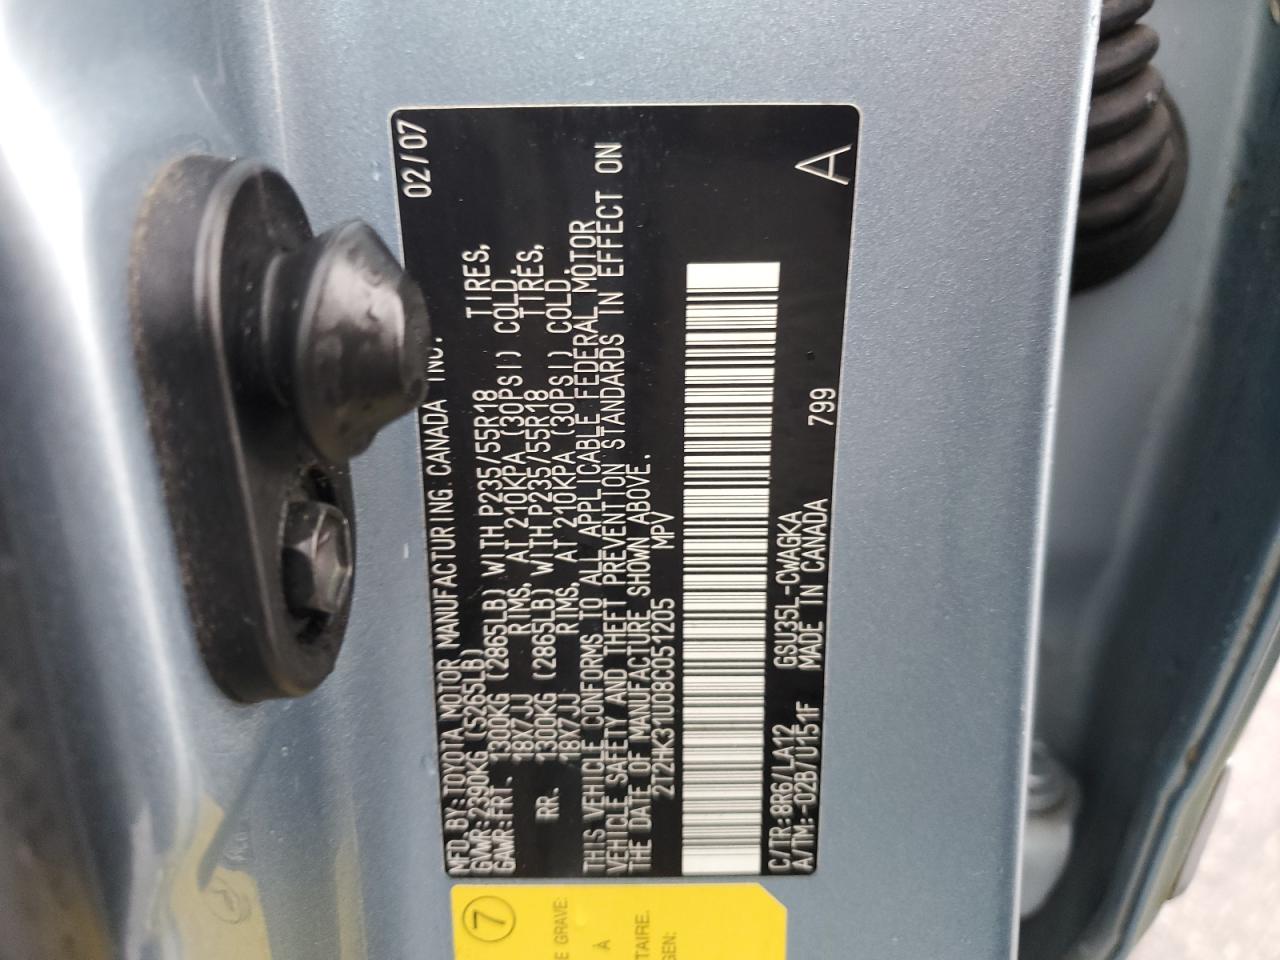 MFD. BY: TOYOTA MOTOR MANUFACTURING CANADA INC. 02/07
GVWR: 2390KG (5265LB)
GAWR: FRT. 1300KG (2865LB) WITH P235/55R18 TIRES,
18X7JJ RIMS, AT 210KPA (30PSI) COLD.
RR. 1300KG (2865LB) WITH P235/55R18 TIRES,
18X7JJ RIMS, AT 210KPA (30PSI) COLD.
THIS VEHICLE CONFORMS TO ALL APPLICABLE FEDERAL MOTOR
VEHICLE SAFETY AND THEFT PREVENTION STANDARDS IN EFFECT ON
THE DATE OF MANUFACTURE SHOWN ABOVE.
2T2HK31U08C051205 MPV
C/TR: 8R6/LA12 GSU35L-CWAGKA
A/TM: -02B/U151F MADE IN CANADA 799 A
7
E GRAVE
À
TAIRE.
GEN: